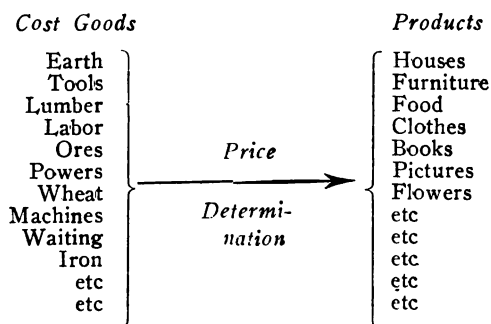 Cost Goods
Products
Earth
Tools
Lumber
Labor
Ores
Powers
Wheat
Machines
Waiting
Iron
etc
etc
Price
Determi-
nation
Houses
Furniture
Food
Clothes
Books
Pictures
Flowers
etc
etc
etc
etc
etc